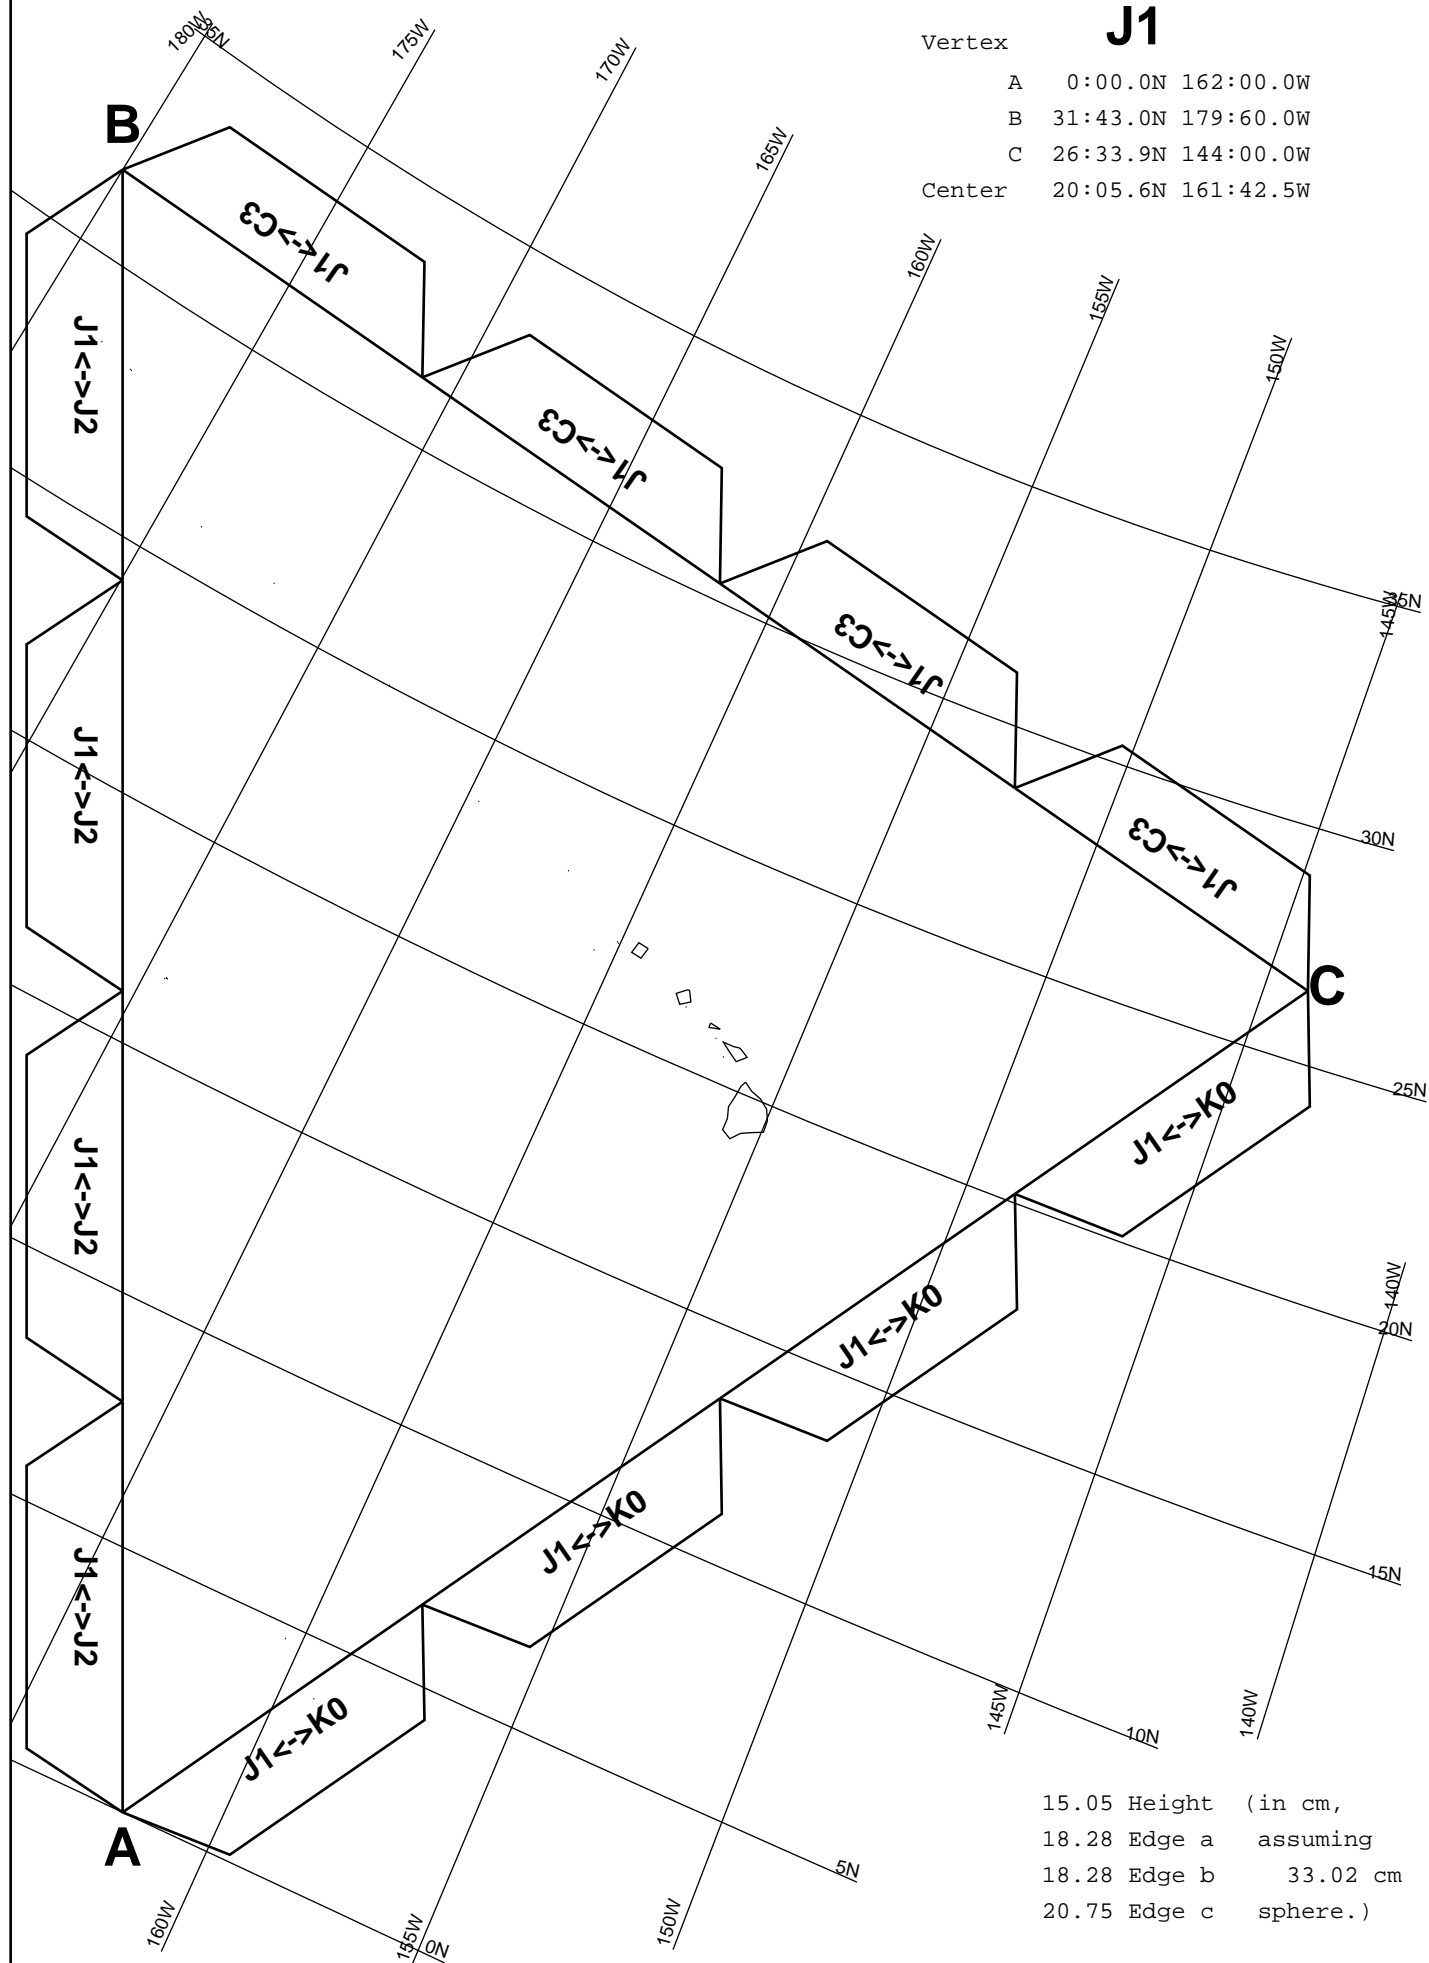 J1
Vertex
A 0:00.0N 162:00.0W
B 31:43.0N 179:60.0W
C 26:33.9N 144:00.0W
Center 20:05.6N 161:42.5W
180W
35N
175W
170W
165W
160W
155W
150W
145W
35N
B
J1<->C3
J1<->C3
J1<->C3
J1<->C3
J1<->J2
J1<->J2
J1<->J2
J1<->J2
30N
C
25N
J1<->K0
J1<->K0
J1<->K0
J1<->K0
140W
20N
15N
145W
140W
10N
A
5N
160W
155W
0N
150W
15.05 Height (in cm,
18.28 Edge a assuming
18.28 Edge b 33.02 cm
20.75 Edge c sphere.)